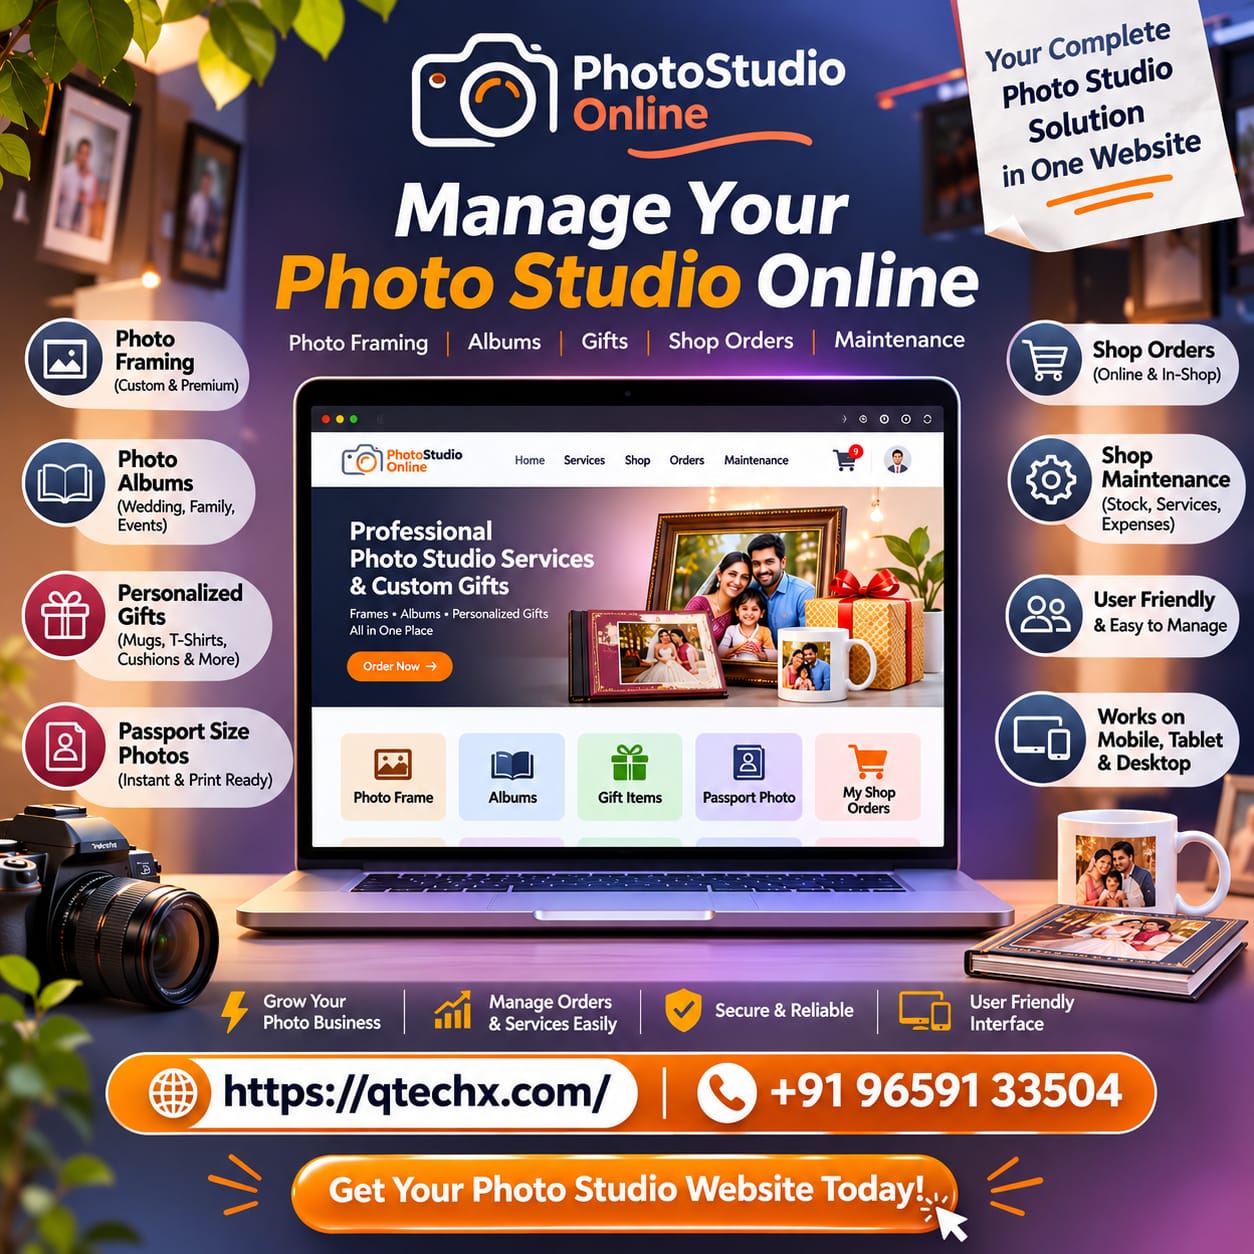 PhotoStudio
Online
Your Complete
Photo Studio
Solution
in One Website
Manage Your
Photo Studio Online
Photo Framing | Albums | Gifts | Shop Orders | Maintenance
Photo
Framing
(Custom & Premium)
Photo
Albums
(Wedding, Family,
Events)
Personalized
Gifts
(Mugs, T-Shirts,
Cushions & More)
Passport Size
Photos
(Instant & Print Ready)
PhotoStudio
Online
Home Services Shop Orders Maintenance
9
Professional
Photo Studio Services
& Custom Gifts
Frames • Albums • Personalized Gifts
All in One Place
Order Now →
Photo Frame
Albums
Gift Items
Passport Photo
My Shop
Orders
Shop Orders
(Online & In-Shop)
Shop
Maintenance
(Stock, Services,
Expenses)
User Friendly
& Easy to Manage
Works on
Mobile, Tablet
& Desktop
Grow Your
Photo Business
Manage Orders
& Services Easily
Secure & Reliable
User Friendly
Interface
https://qtechx.com/
+91 96591 33504
Get Your Photo Studio Website Today!